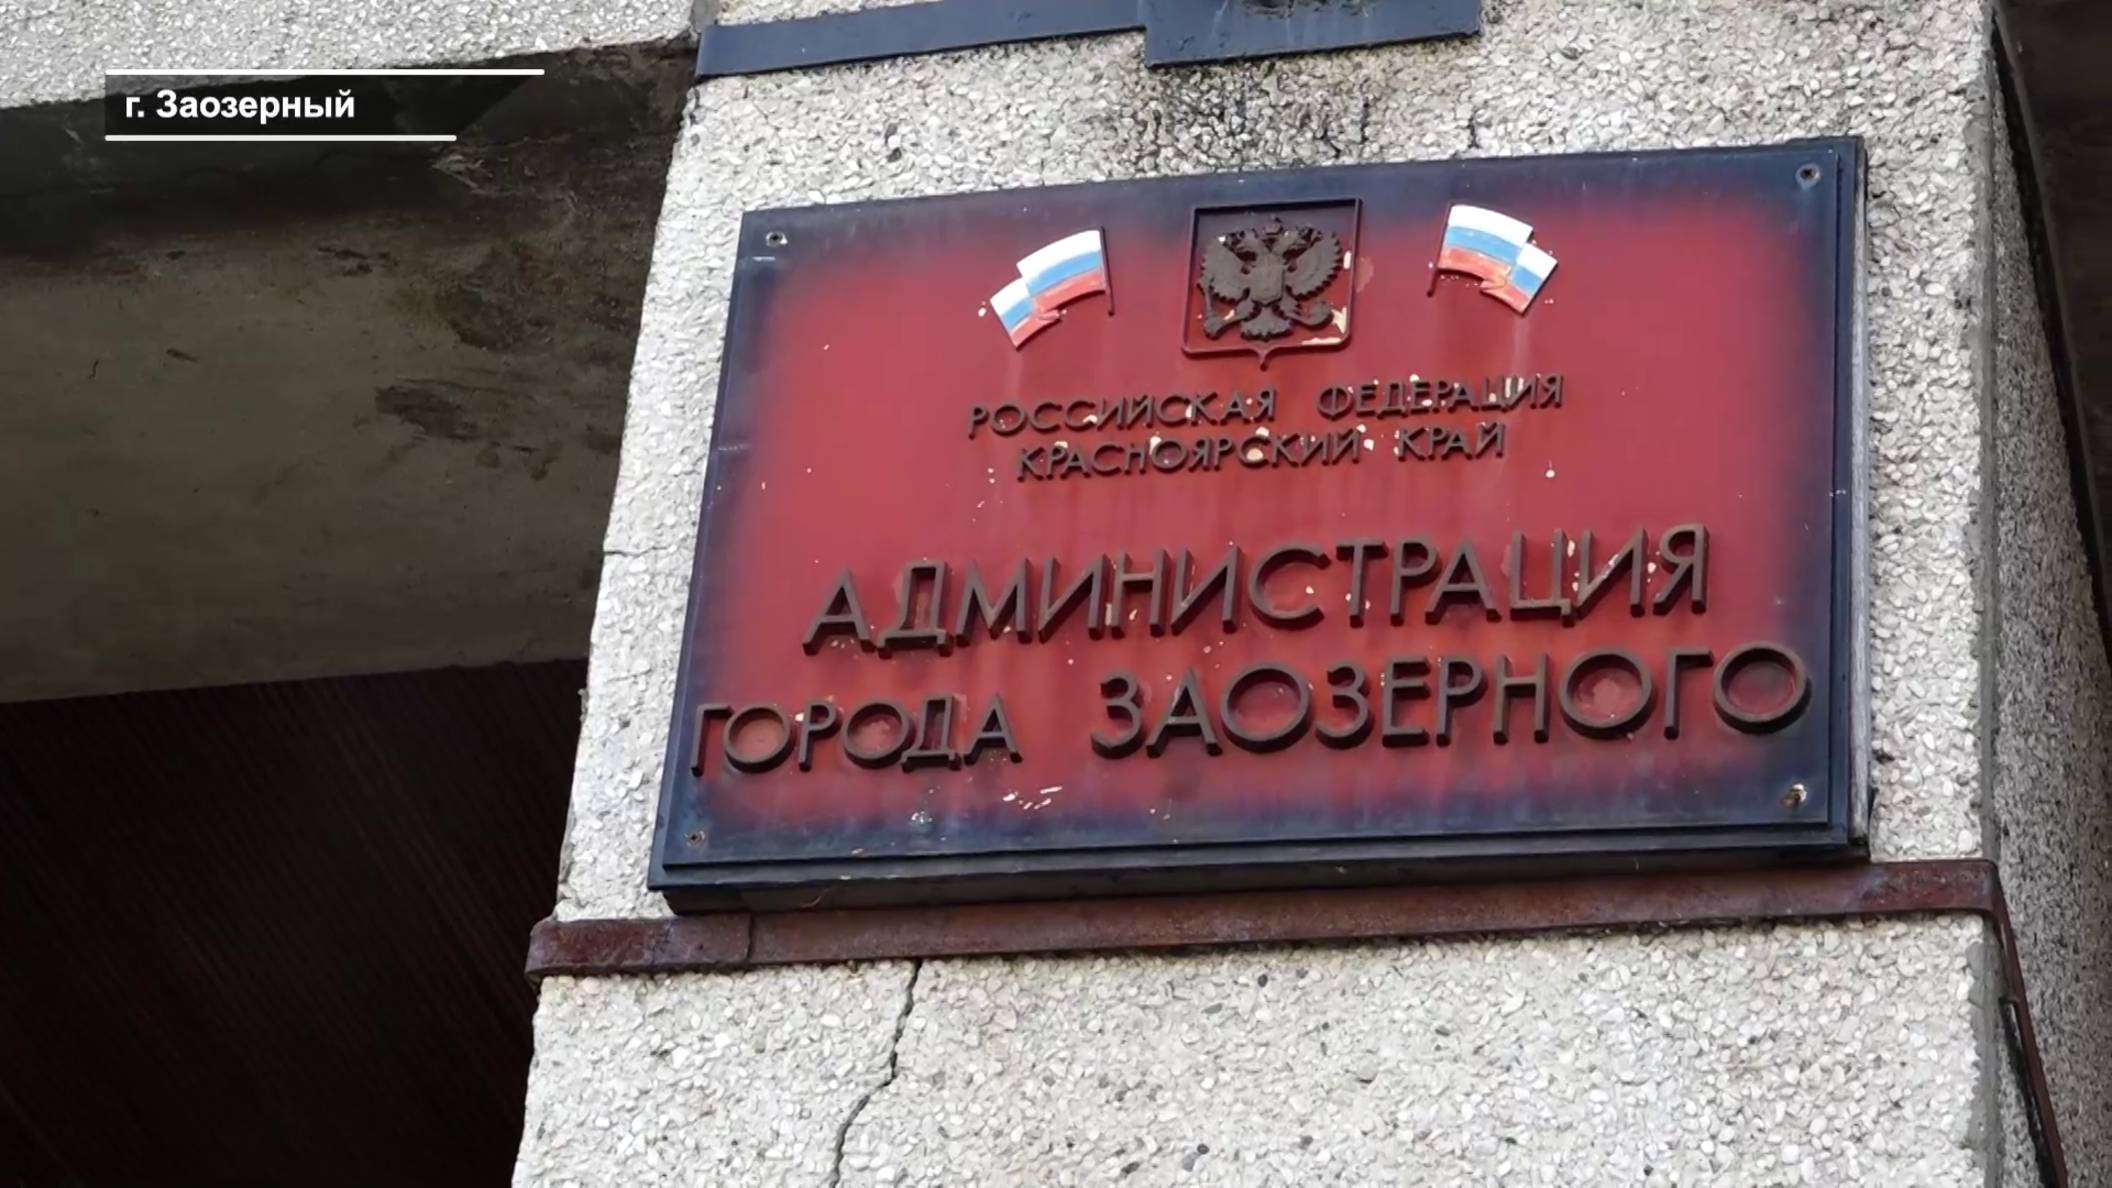 г. Заозерный
РОССИЙСКАЯ ФЕДЕРАЦИЯ
КРАСНОЯРСКИЙ КРАЙ
АДМИНИСТРАЦИЯ
ГОРОДА ЗАОЗЕРНОГО